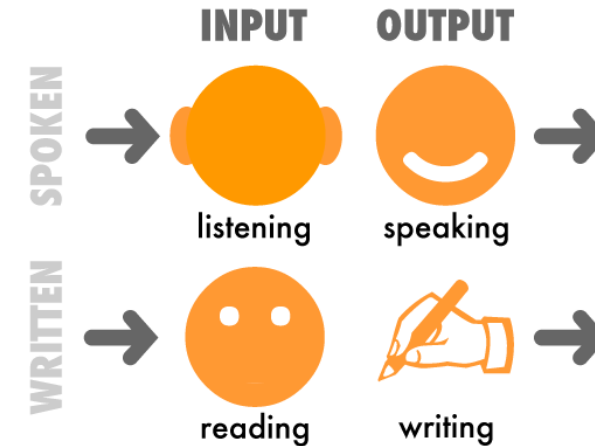 INPUT OUTPUT
SPOKEN
listening speaking
WRITTEN
reading writing